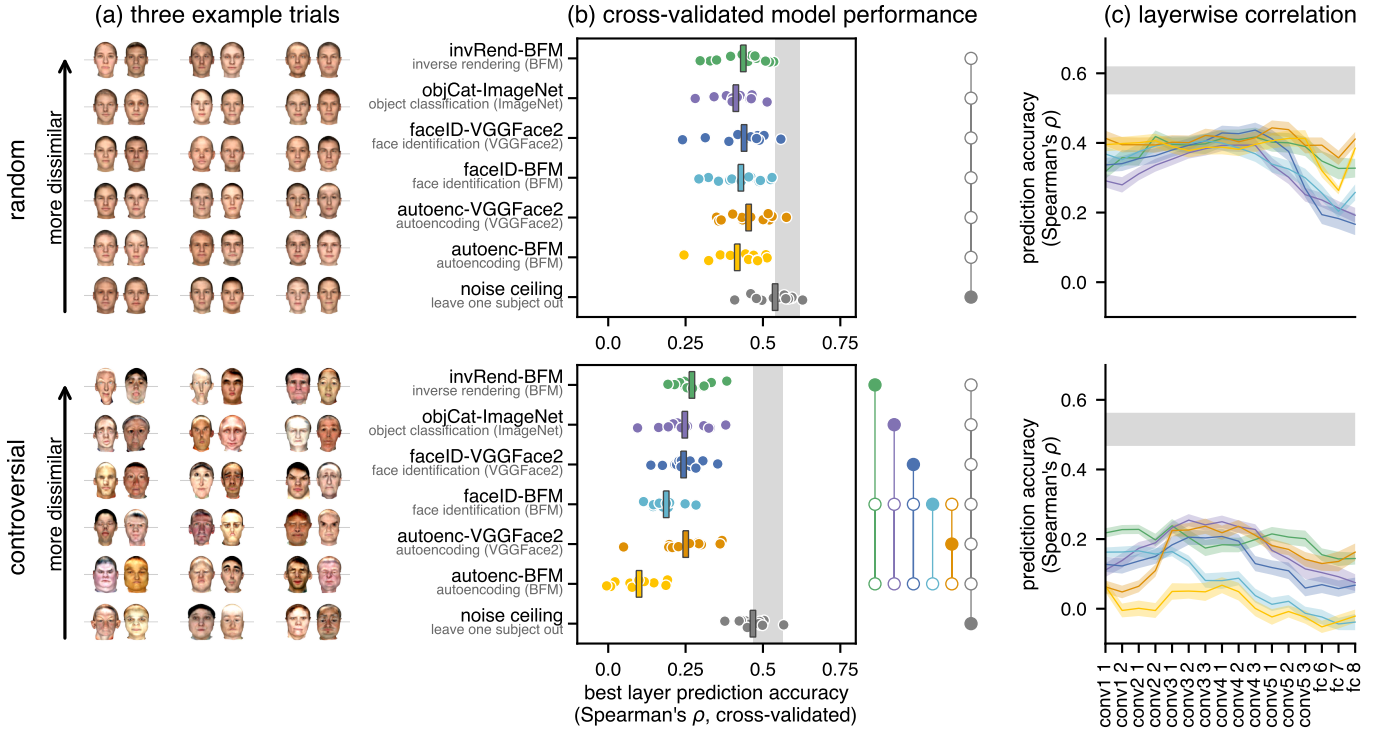 (a) three example trials
(b) cross-validated model performance
(c) layerwise correlation
random
more dissimilar
invRend-BFM
inverse rendering (BFM)
objCat-ImageNet
object classification (ImageNet)
faceID-VGGFace2
face identification (VGGFace2)
faceID-BFM
face identification (BFM)
autoenc-VGGFace2
autoencoding (VGGFace2)
autoenc-BFM
autoencoding (BFM)
noise ceiling
leave one subject out
0.0 0.25 0.50 0.75
prediction accuracy
(Spearman's ρ)
0.6
0.4
0.2
0.0
controversial
more dissimilar
invRend-BFM
inverse rendering (BFM)
objCat-ImageNet
object classification (ImageNet)
faceID-VGGFace2
face identification (VGGFace2)
faceID-BFM
face identification (BFM)
autoenc-VGGFace2
autoencoding (VGGFace2)
autoenc-BFM
autoencoding (BFM)
noise ceiling
leave one subject out
0.0 0.25 0.50 0.75
best layer prediction accuracy
(Spearman's ρ, cross-validated)
prediction accuracy
(Spearman's ρ)
0.6
0.4
0.2
0.0
conv1 1
conv1 2
conv2 1
conv2 2
conv3 1
conv3 2
conv3 3
conv4 1
conv4 2
conv4 3
conv5 1
conv5 2
conv5 3
fc 6
fc 7
fc 8